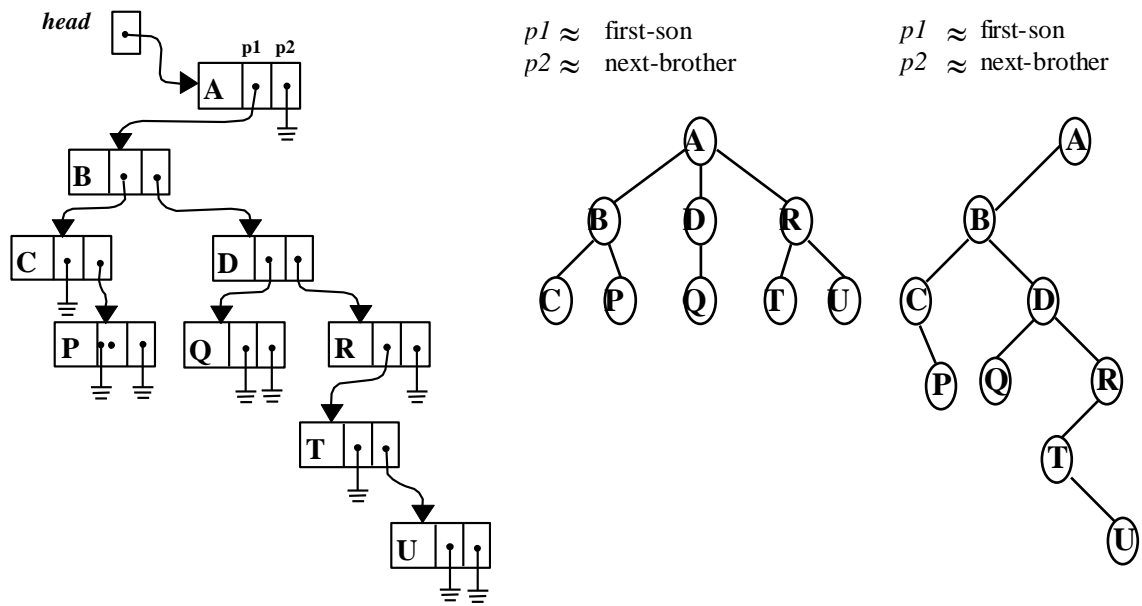 head
p1 p2
A
B
C
D
P
Q
R
T
U
p1 ≈ first-son
p2 ≈ next-brother
A
B D R
C P Q T U
p1 ≈ first-son
p2 ≈ next-brother
A
B
C D
P Q R
T
U